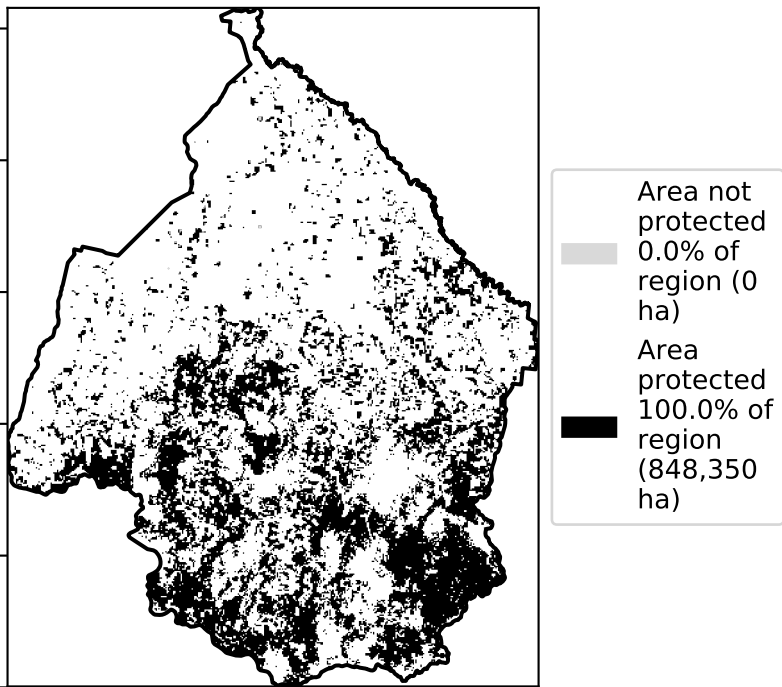 Area not
protected
0.0% of
region (0
ha)
Area
protected
100.0% of
region
(848,350
ha)